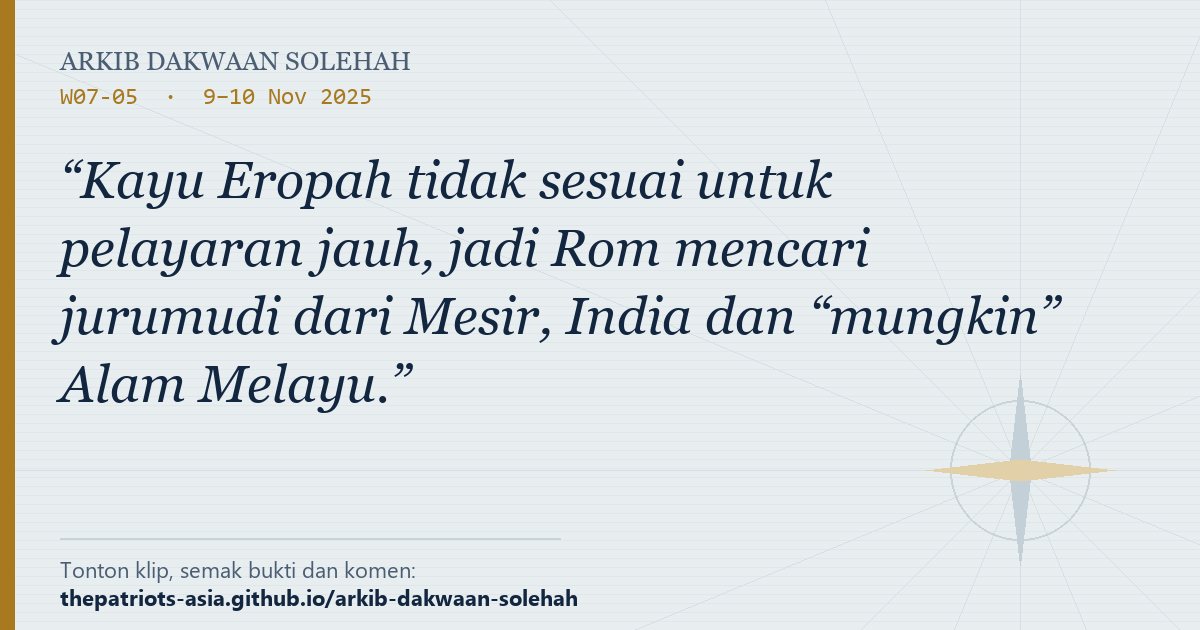 ARKIB DAKWAAN SOLEHAH
W07-05 · 9–10 Nov 2025
“Kayu Eropah tidak sesuai untuk
pelayaran jauh, jadi Rom mencari
jurumudi dari Mesir, India dan “mungkin”
Alam Melayu.”
Tonton klip, semak bukti dan komen:
thepatriots-asia.github.io/arkib-dakwaan-solehah